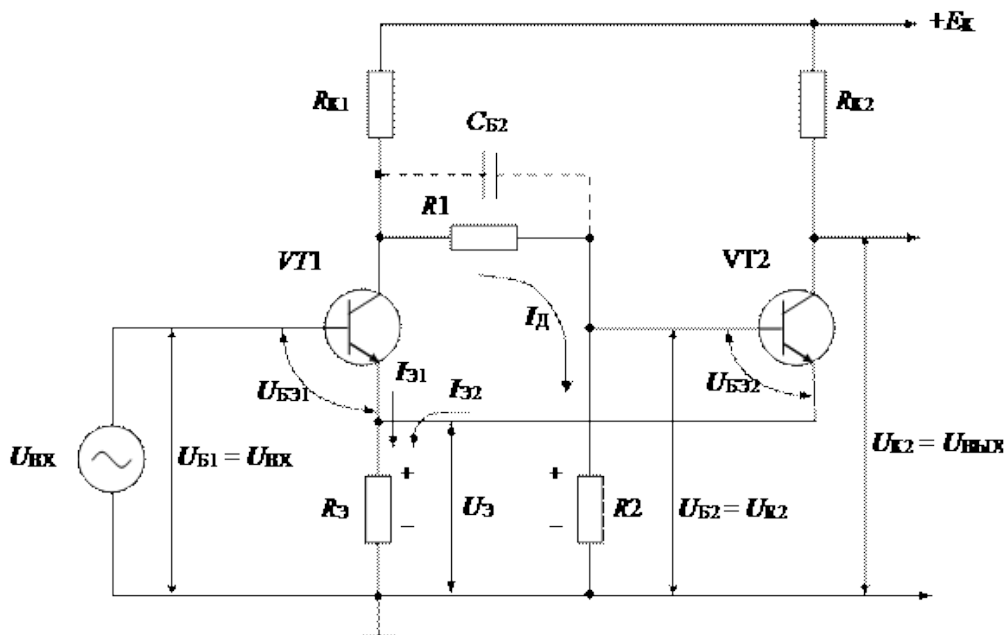 +Eк
Rк1
Rк2
CБ2
R1
VT1
VT2
IД
UБЭ1
IЭ1
IЭ2
UБЭ2
Uвх
UБ1 = Uвх
Uк2 = Uвых
+
+
RЭ
UЭ
R2
UБ2 = UR2
–
–